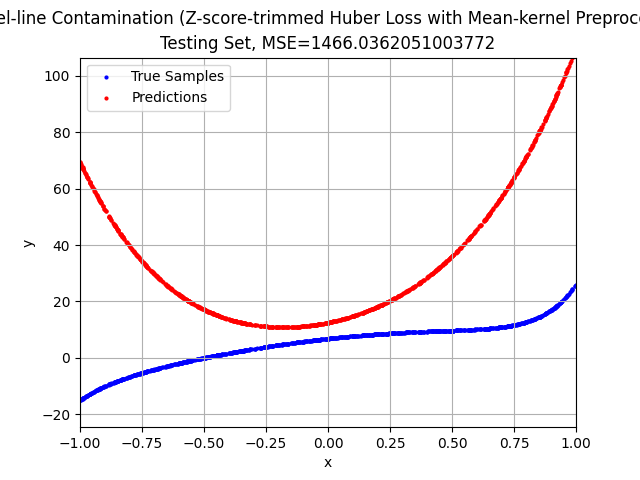 el-line Contamination (Z-score-trimmed Huber Loss with Mean-kernel Preproc
Testing Set, MSE=1466.0362051003772
True Samples
Predictions
100
80
60
40
20
0
−20
y
−1.00 −0.75 −0.50 −0.25 0.00 0.25 0.50 0.75 1.00
x